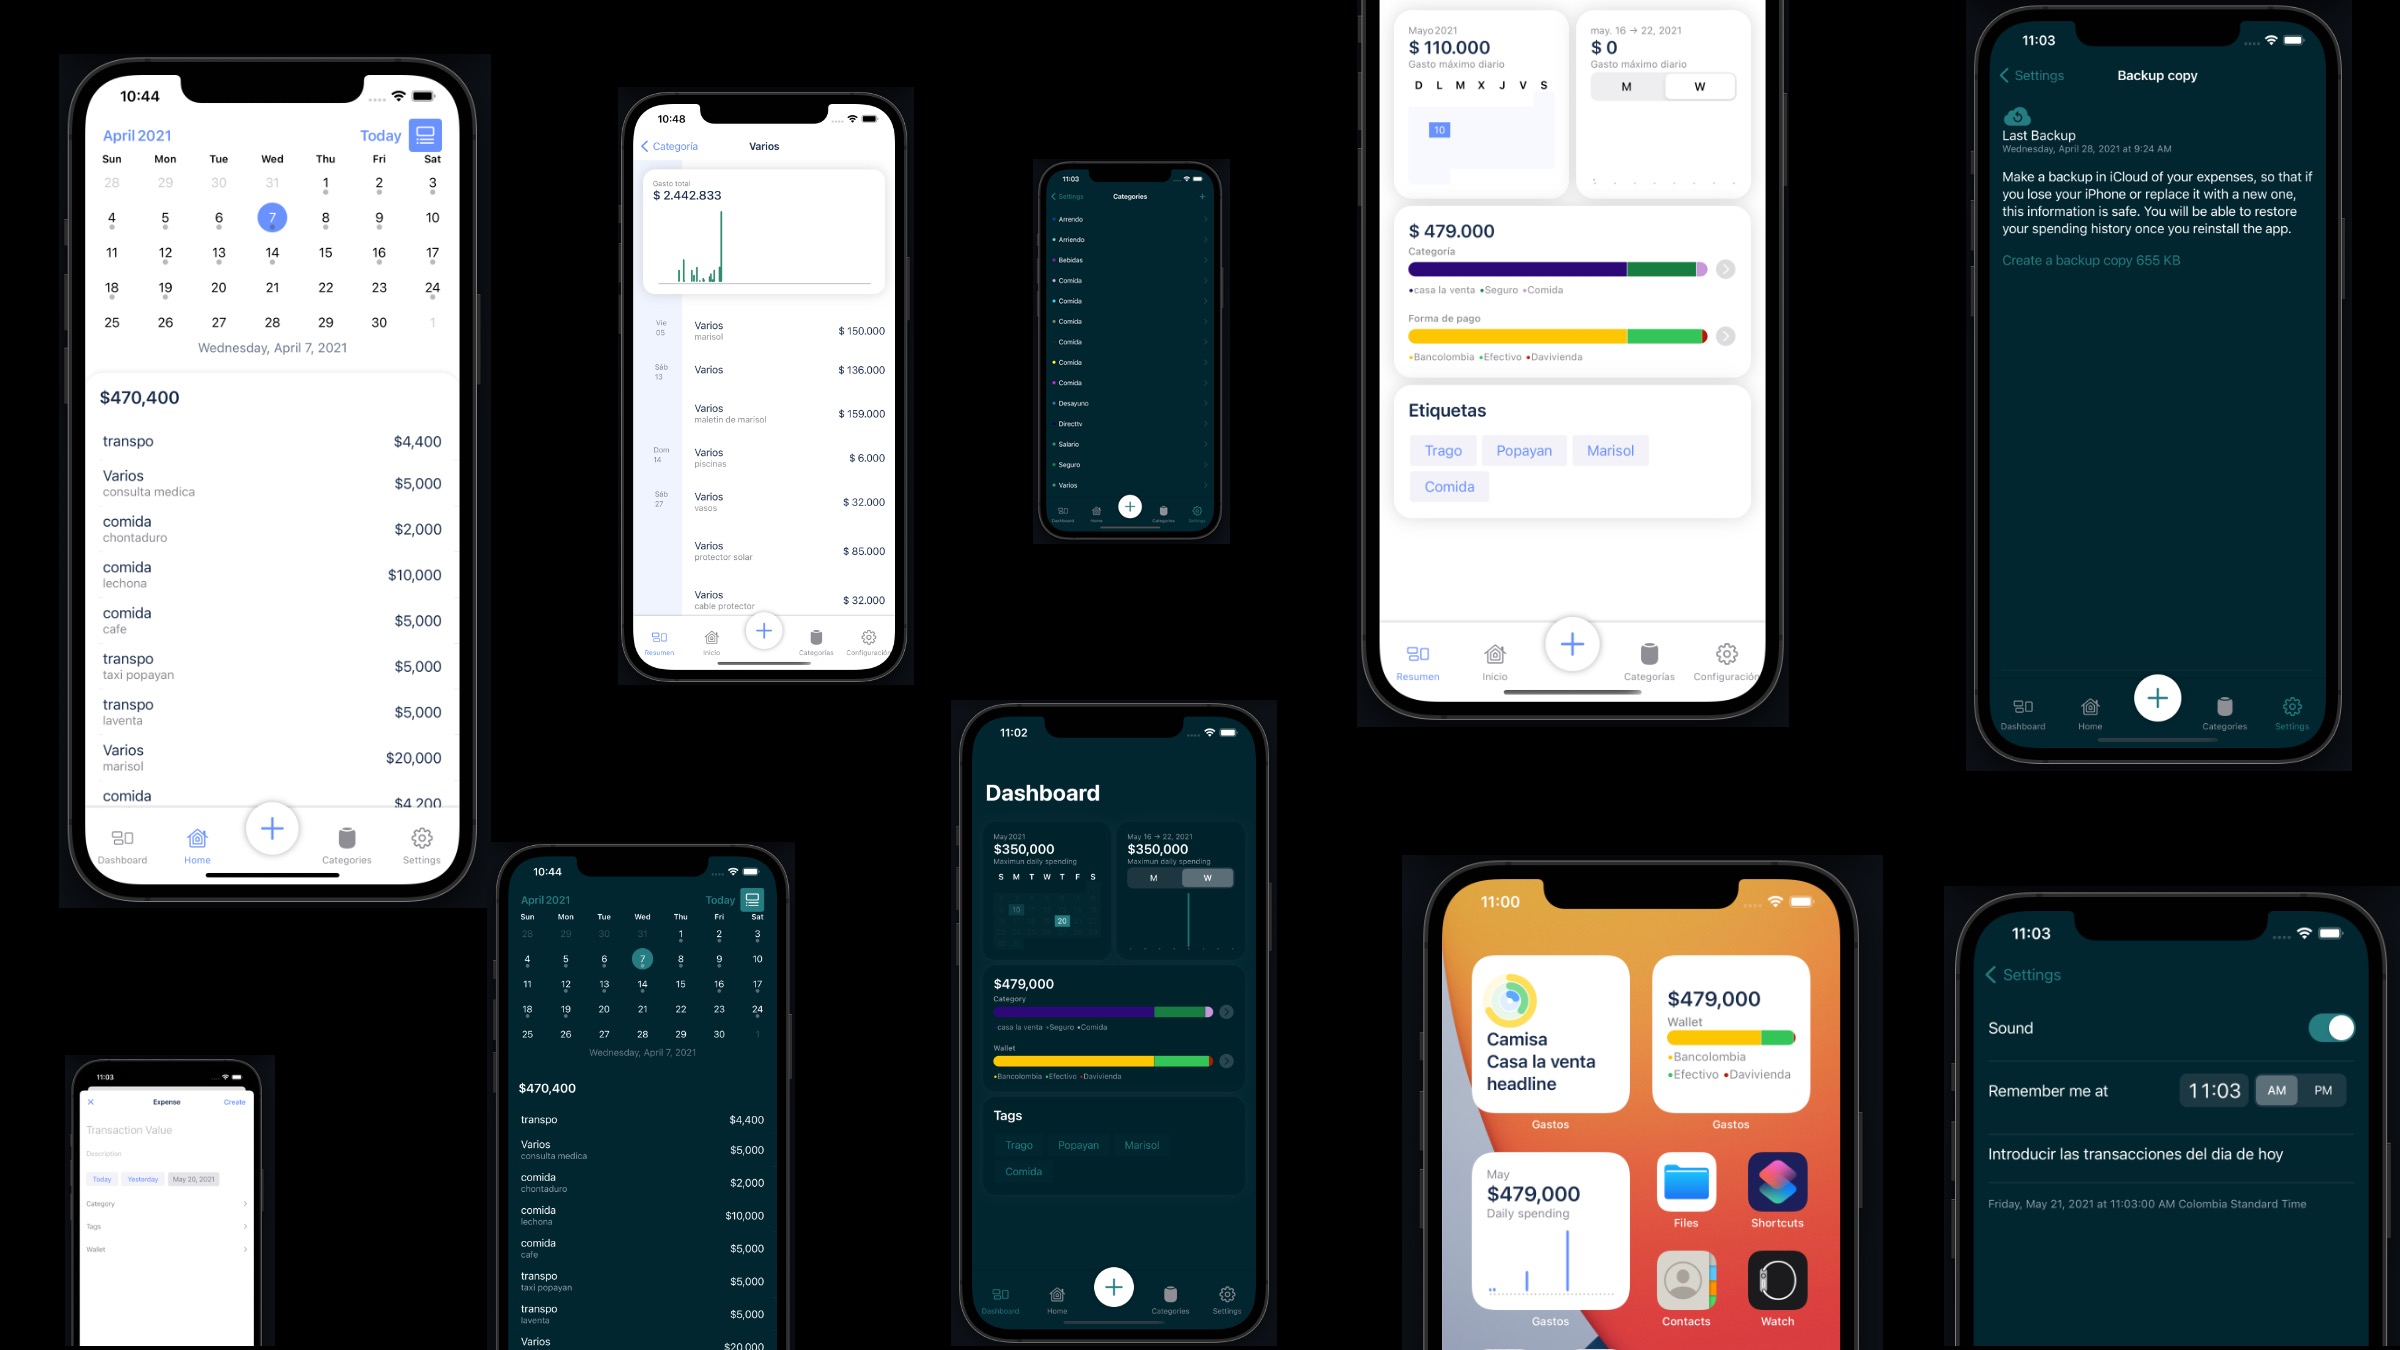 10:44
April 2021 Today
Sun Mon Tue Wed Thu Fri Sat
28 29 30 31 1 2 3
4 5 6 7 8 9 10
11 12 13 14 15 16 17
18 19 20 21 22 23 24
25 26 27 28 29 30 1
Wednesday, April 7, 2021
$470,400
transpo $4,400
Varios $5,000
consulta medica
comida $2,000
chontaduro
comida $10,000
lechona
comida $5,000
cafe
transpo $5,000
taxi popayan
transpo $5,000
laventa
Varios $20,000
marisol
comida $4,200
Dashboard Home Categories Settings
10:48
Categoría Varios
Gasto total
$ 2.442.833
Vie 05 Varios $ 150.000
marisol
Sáb 13 Varios $ 136.000
Varios $ 159.000
maletin de marisol
Dom 14 Varios $ 6.000
piscinas
Sáb 27 Varios $ 32.000
vasos
Varios $ 85.000
protector solar
Varios $ 32.000
cable protector
Resumen Inicio Categorías Configuración
11:03
Settings Categories +
Arrendo
Arriendo
Bebidas
Comida
Comida
Comida
Comida
Comida
Comida
Desayuno
Directtv
Salario
Seguro
Varios
Dashboard Home Categories Settings
Mayo 2021
$ 110.000
Gasto máximo diario
D L M X J V S
10
may. 16 → 22, 2021
$ 0
Gasto máximo diario
M W
$ 479.000
Categoría
•casa la venta •Seguro •Comida
Forma de pago
•Bancolombia •Efectivo •Davivienda
Etiquetas
Trago Popayan Marisol
Comida
Resumen Inicio Categorías Configuración
11:03
Settings Backup copy
Last Backup
Wednesday, April 28, 2021 at 9:24 AM
Make a backup in iCloud of your expenses, so that if
you lose your iPhone or replace it with a new one,
this information is safe. You will be able to restore
your spending history once you reinstall the app.
Create a backup copy 655 KB
Dashboard Home Categories Settings
11:03
Expense Create
Transaction Value
Description
Today Yesterday May 20, 2021
Category
Tags
Wallet
10:44
April 2021 Today
Sun Mon Tue Wed Thu Fri Sat
28 29 30 31 1 2 3
4 5 6 7 8 9 10
11 12 13 14 15 16 17
18 19 20 21 22 23 24
25 26 27 28 29 30 1
Wednesday, April 7, 2021
$470,400
transpo $4,400
Varios $5,000
consulta medica
comida $2,000
chontaduro
comida $10,000
lechona
comida $5,000
cafe
transpo $5,000
taxi popayan
transpo $5,000
laventa
Varios $20,000
11:02
Dashboard
May 2021
$350,000
Maximun daily spending
S M T W T F S
10
20
May 16 → 22, 2021
$350,000
Maximun daily spending
M W
$479,000
Category
casa la venta •Seguro •Comida
Wallet
•Bancolombia •Efectivo •Davivienda
Tags
Trago Popayan Marisol
Comida
Dashboard Home Categories Settings
11:00
Camisa
Casa la venta
headline
Gastos
$479,000
Wallet
•Bancolombia
•Efectivo •Davivienda
Gastos
May
$479,000
Daily spending
Gastos
Files Shortcuts
Contacts Watch
11:03
Settings
Sound
Remember me at 11:03 AM PM
Introducir las transacciones del dia de hoy
Friday, May 21, 2021 at 11:03:00 AM Colombia Standard Time